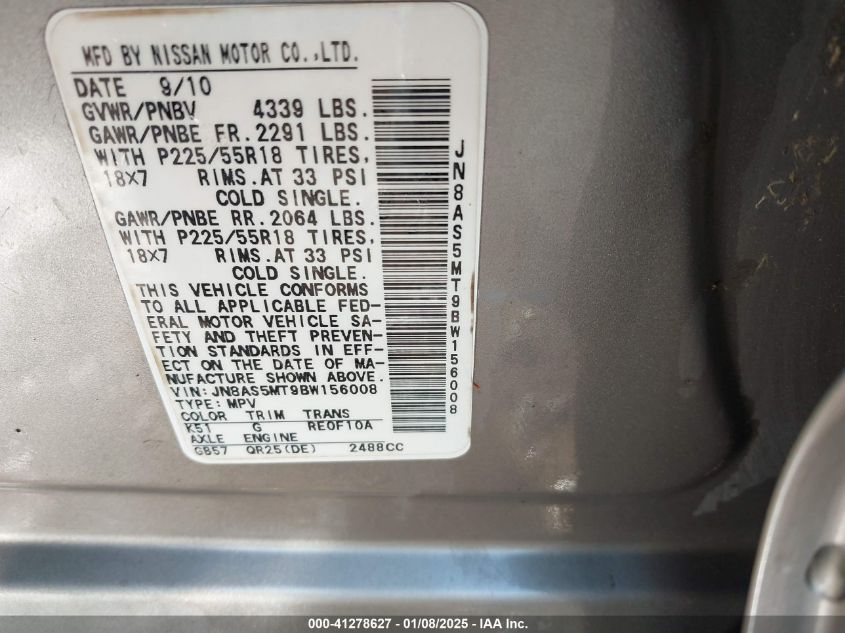 MFD BY NISSAN MOTOR CO.,LTD.
DATE 9/10
GVWR/PNBV 4339 LBS.
GAWR/PNBE FR.2291 LBS.
WITH P225/55R18 TIRES,
18X7 RIMS.AT 33 PSI
COLD SINGLE.
GAWR/PNBE RR.2064 LBS.
WITH P225/55R18 TIRES,
18X7 RIMS.AT 33 PSI
COLD SINGLE.
THIS VEHICLE CONFORMS
TO ALL APPLICABLE FED-
ERAL MOTOR VEHICLE SA-
FETY AND THEFT PREVEN-
TION STANDARDS IN EFF-
ECT ON THE DATE OF MA-
NUFACTURE SHOWN ABOVE.
VIN: JN8AS5MT9BW156008
TYPE: MPV
COLOR TRIM TRANS
K51 G RE0F10A
AXLE ENGINE
GB57 QR25(DE) 2488CC
JN8AS5MT9BW156008
000-41278627 - 01/08/2025 - IAA Inc.